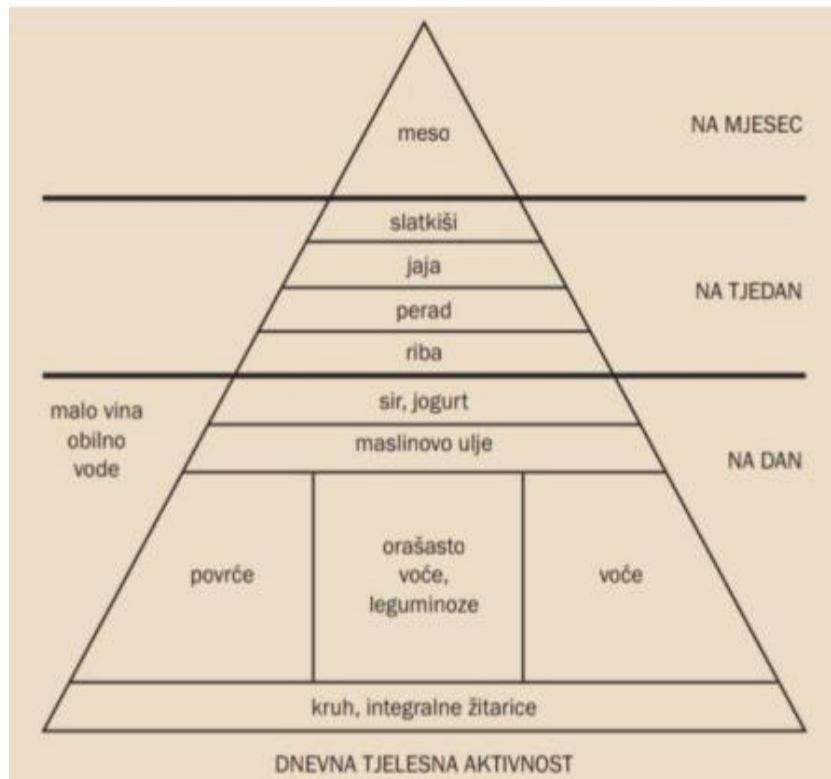 meso
NA MJESEC
slatkiši
jaja
NA TJEDAN
perad
riba
sir, jogurt
malo vina
obilno
vode
maslinovo ulje
NA DAN
povrće
orašasto
voće,
leguminoze
voće
kruh, integralne žitarice
DNEVNA TJELESNA AKTIVNOST